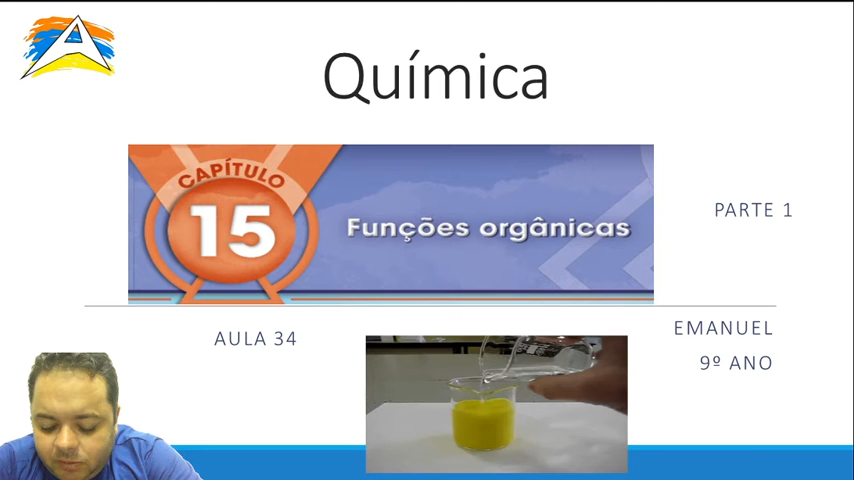 Química
CAPÍTULO
15
Funções orgânicas
PARTE 1
AULA 34
EMANUEL
9º ANO